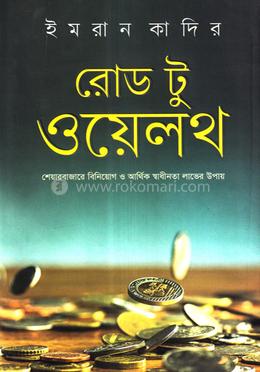 ইমরান কাদির
রোড টু
ওয়েলথ
শেয়ারবাজারে বিনিয়োগ ও আর্থিক স্বাধীনতা লাভের উপায়
www.rokomari.com